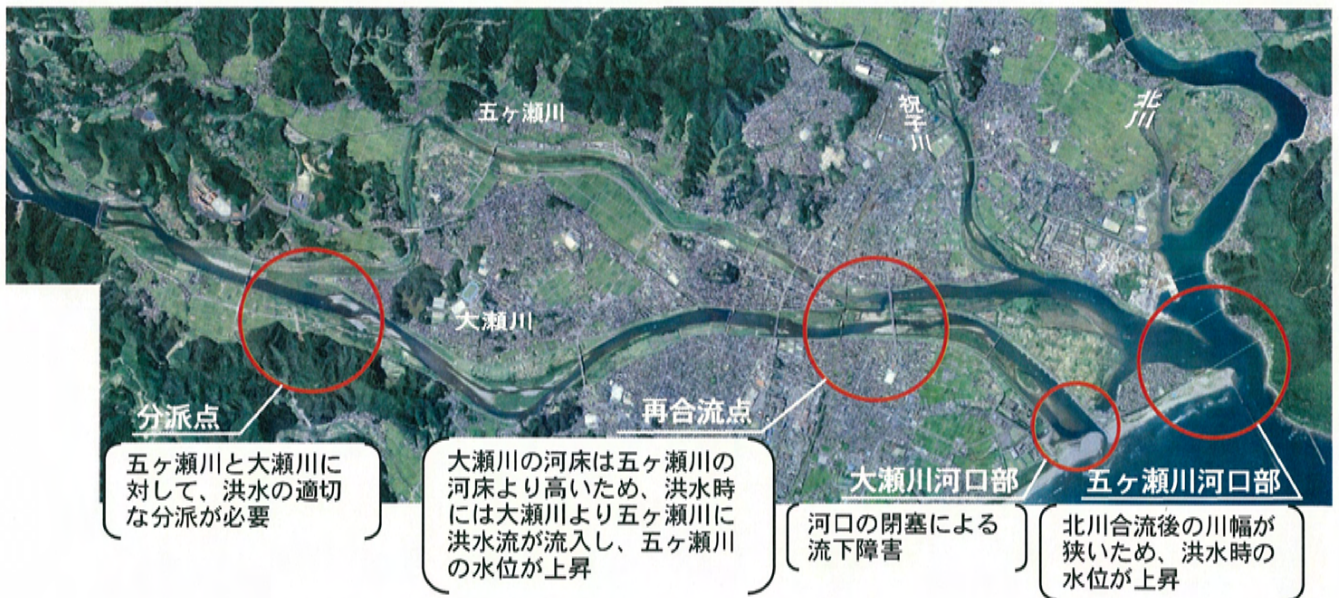 五ヶ瀬川
祝子川
北川
大瀬川
分派点
五ヶ瀬川と大瀬川に
対して、洪水の適切
な分派が必要
再合流点
大瀬川の河床は五ヶ瀬川の
河床より高いため、洪水時
には大瀬川より五ヶ瀬川に
洪水流が流入し、五ヶ瀬川
の水位が上昇
大瀬川河口部
河口の閉塞による
流下障害
五ヶ瀬川河口部
北川合流後の川幅が
狭いため、洪水時の
水位が上昇